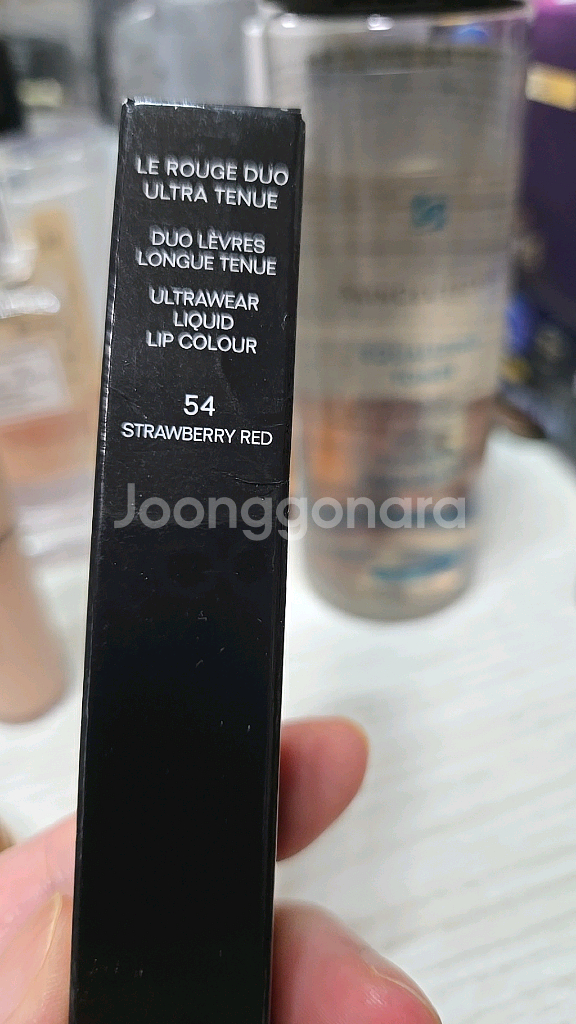 LE ROUGE DUO
ULTRA TENUE
DUO LÈVRES
LONGUE TENUE
ULTRAWEAR
LIQUID
LIP COLOUR
54
STRAWBERRY RED
Joonggonara